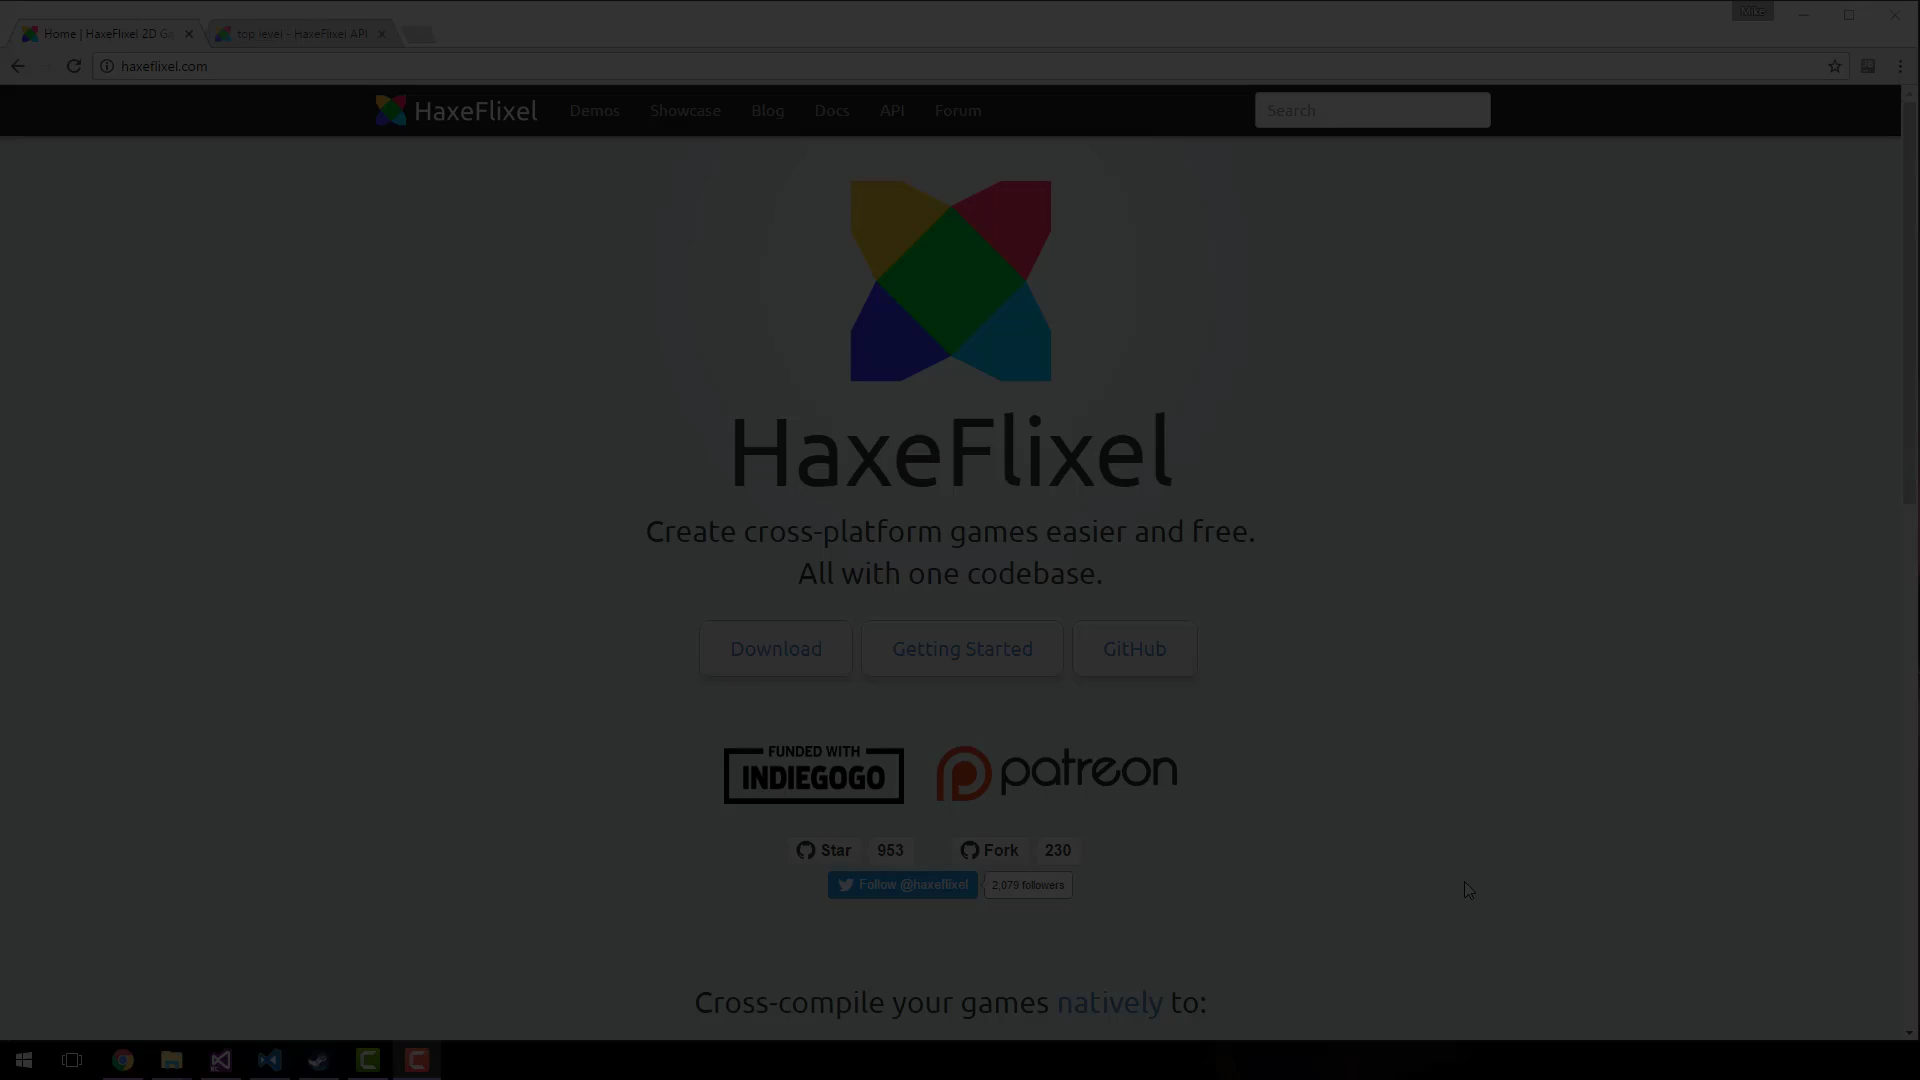 Mike
Home | HaxeFlixel 2D Ga
top level - HaxeFlixel API
haxeflixel.com
HaxeFlixel
Demos
Showcase
Blog
Docs
API
Forum
Search
HaxeFlixel
Create cross-platform games easier and free.
All with one codebase.
Download
Getting Started
GitHub
FUNDED WITH
INDIEGOGO
patreon
Star
953
Fork
230
Follow @haxeflixel
2,079 followers
Cross-compile your games natively to: